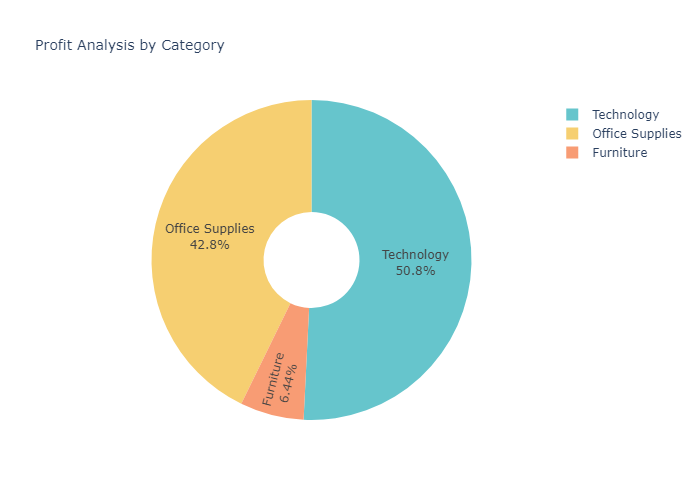 Profit Analysis by Category
Technology
Office Supplies
Furniture
Office Supplies
42.8%
Technology
50.8%
Furniture
6.44%